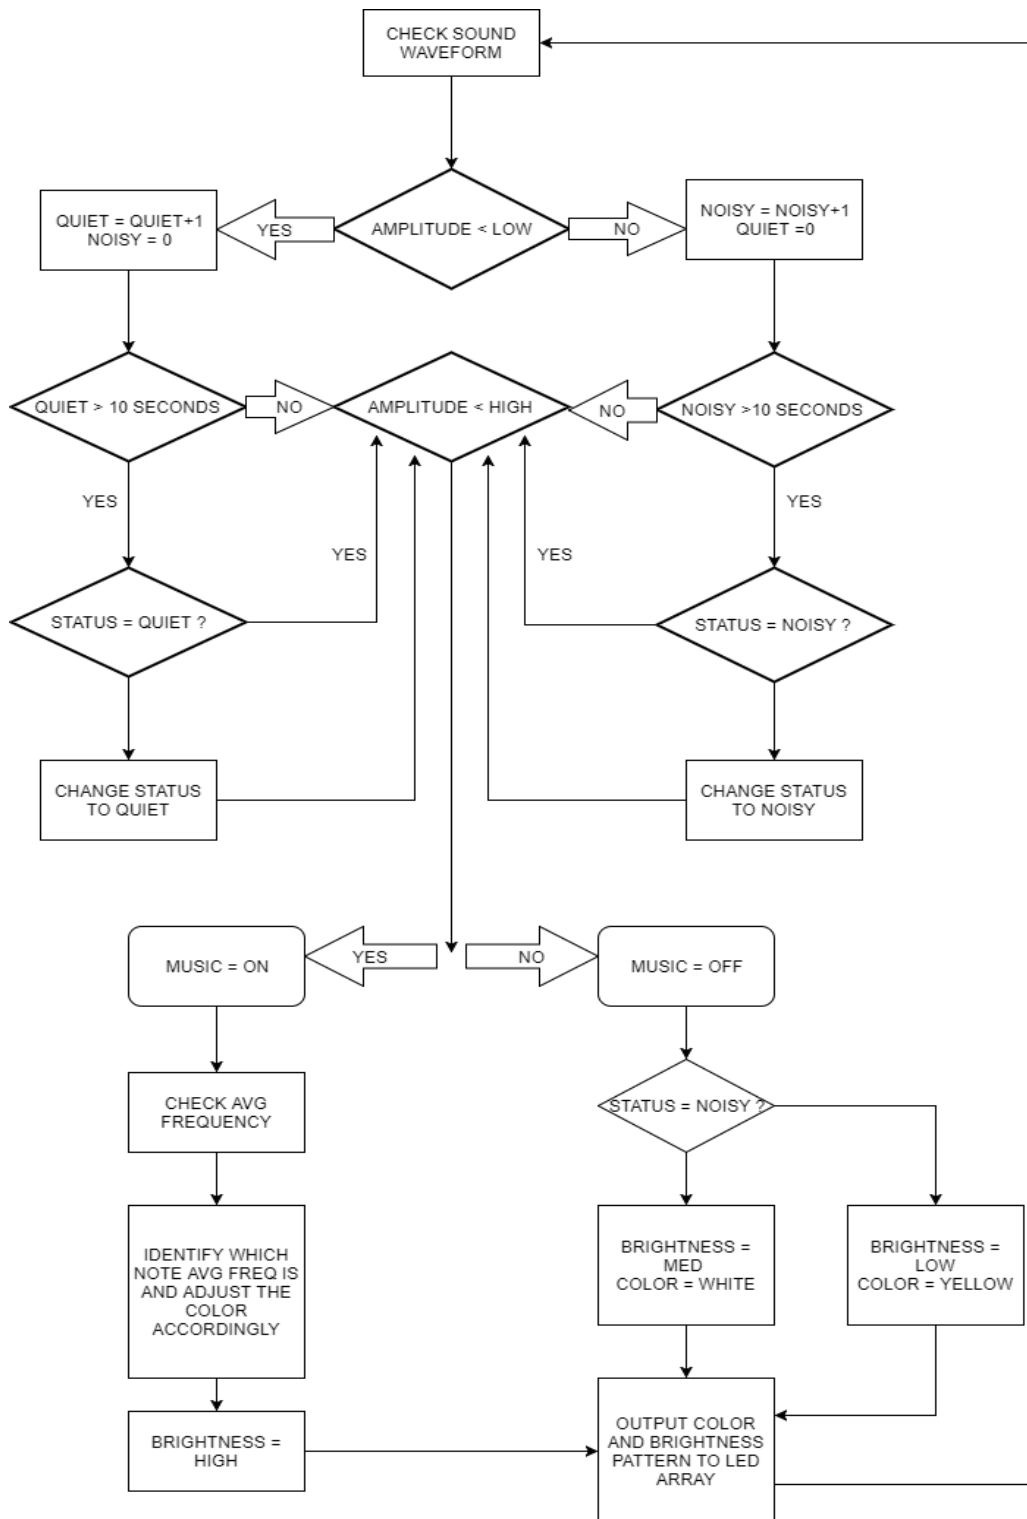 CHECK SOUND
WAVEFORM
QUIET = QUIET+1
NOISY = 0
YES
AMPLITUDE < LOW
NO
NOISY = NOISY+1
QUIET =0
QUIET > 10 SECONDS
NO
AMPLITUDE < HIGH
NO
NOISY >10 SECONDS
YES
YES
YES
YES
STATUS = QUIET ?
STATUS = NOISY ?
CHANGE STATUS
TO QUIET
CHANGE STATUS
TO NOISY
MUSIC = ON
YES
NO
MUSIC = OFF
CHECK AVG
FREQUENCY
STATUS = NOISY ?
IDENTIFY WHICH
NOTE AVG FREQ IS
AND ADJUST THE
COLOR
ACCORDINGLY
BRIGHTNESS =
MED
COLOR = WHITE
BRIGHTNESS =
LOW
COLOR = YELLOW
BRIGHTNESS =
HIGH
OUTPUT COLOR
AND BRIGHTNESS
PATTERN TO LED
ARRAY